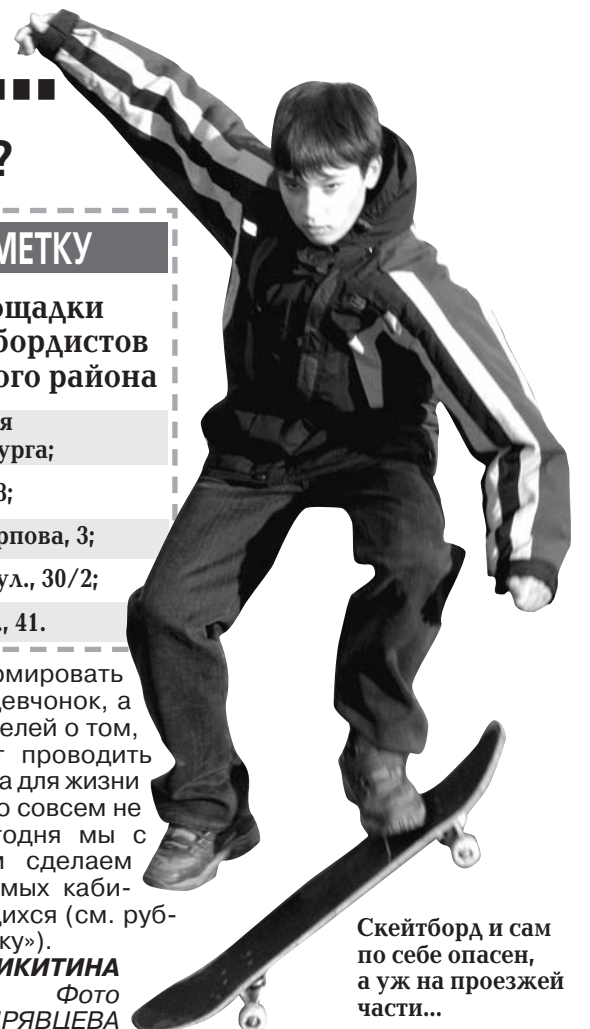 ...
?
МЕТКУ
ощадки
бордистов
ого района
я
урга;
3;
рпова, 3;
ул., 30/2;
., 41.
рмировать
девчонок, а
телей о том,
т проводить
а для жизни
о совсем не
годня мы с
и сделаем
мых каби-
щихся (см. руб-
ку»).
ИКИТИНА
Фото
РЯВЦЕВА
Скейтборд и сам
по себе опасен,
а уж на проезжей
части...